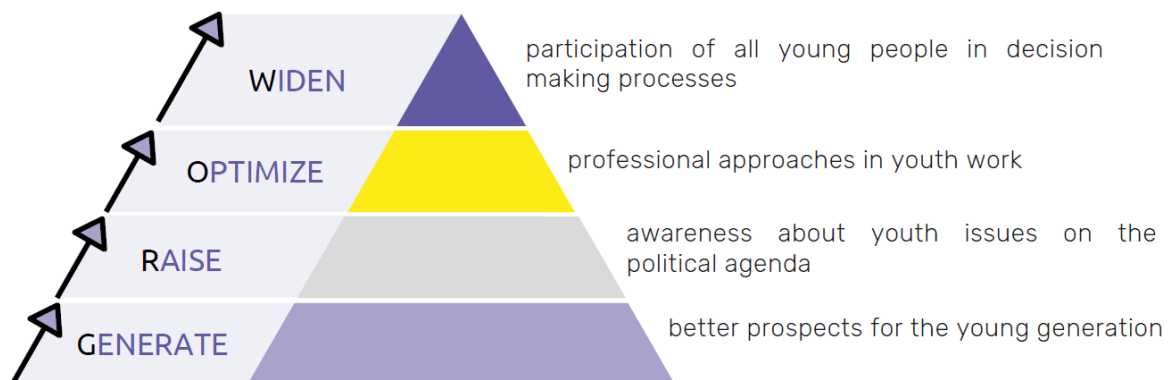 WIDEN
participation of all young people in decision
making processes
OPTIMIZE
professional approaches in youth work
RAISE
awareness about youth issues on the
political agenda
GENERATE
better prospects for the young generation